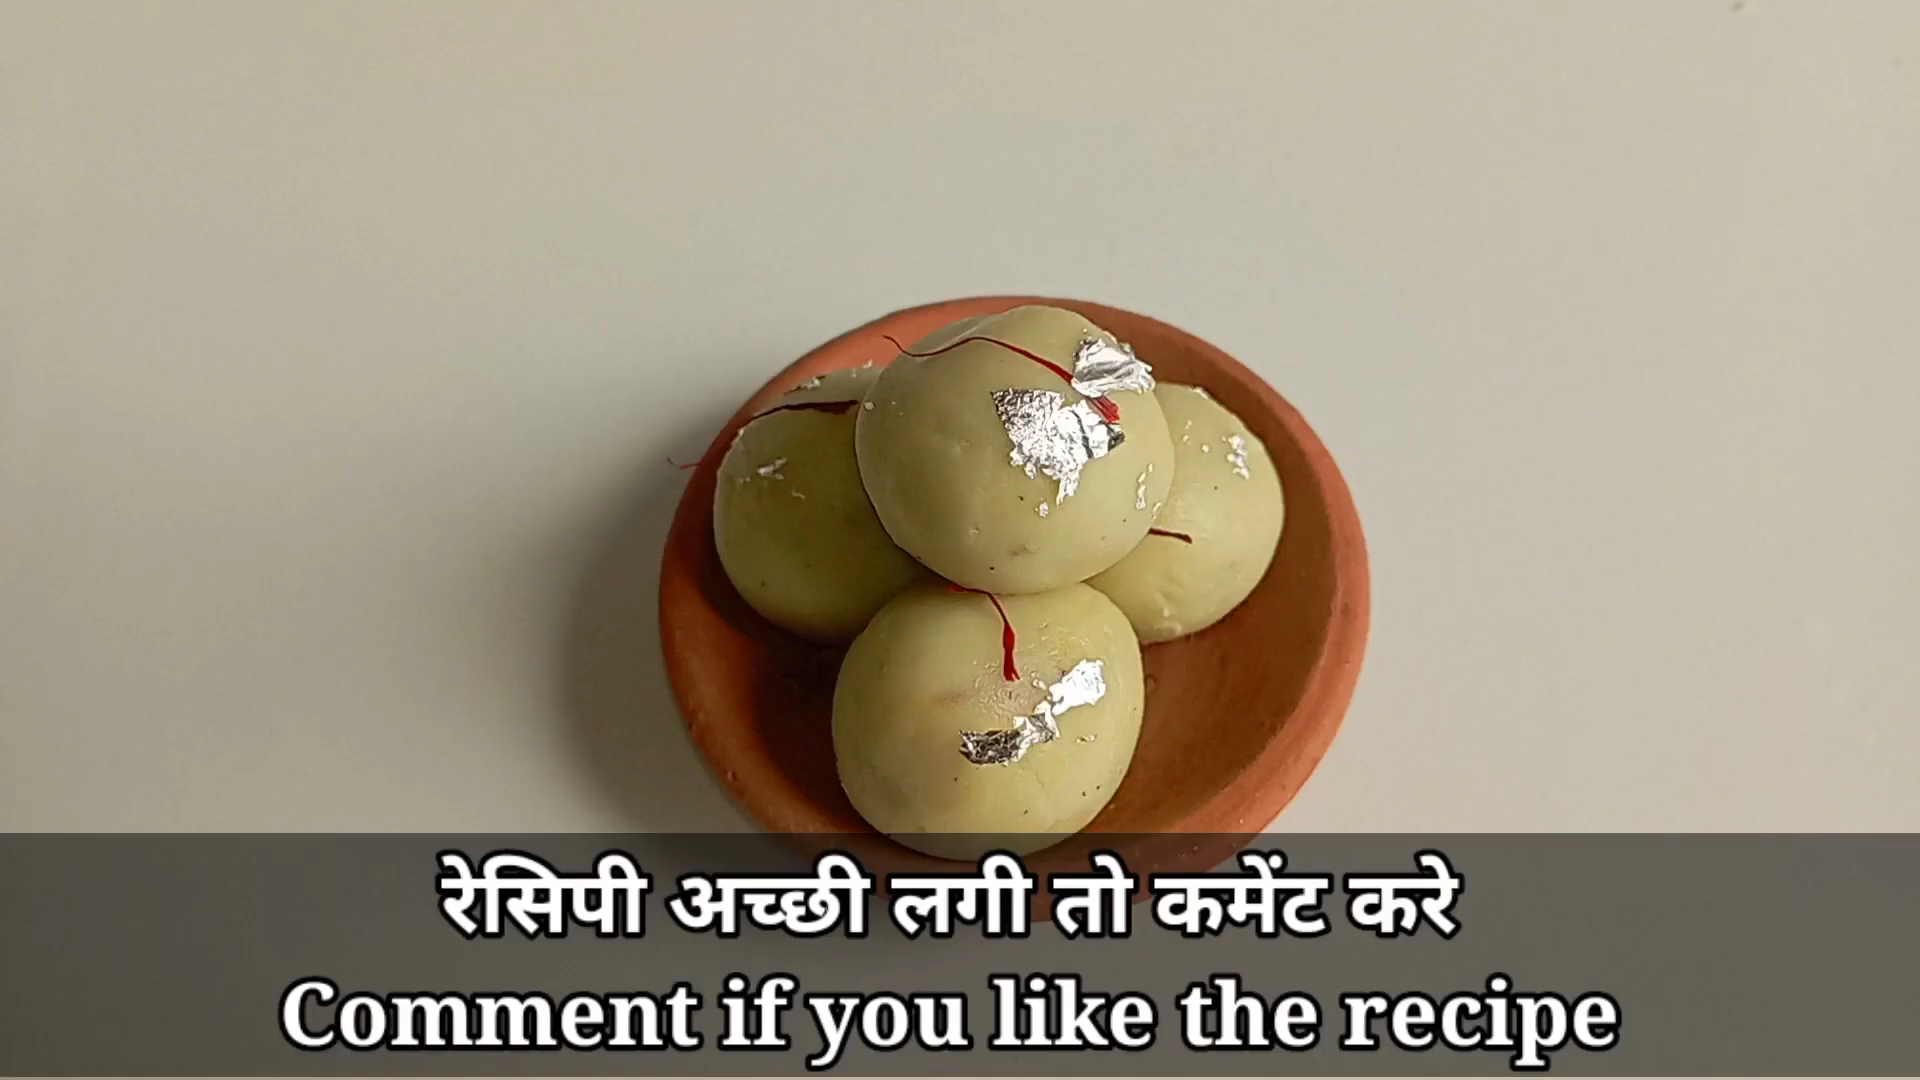 रेसिपी अच्छी लगी तो कमेंट करे
Comment if you like the recipe